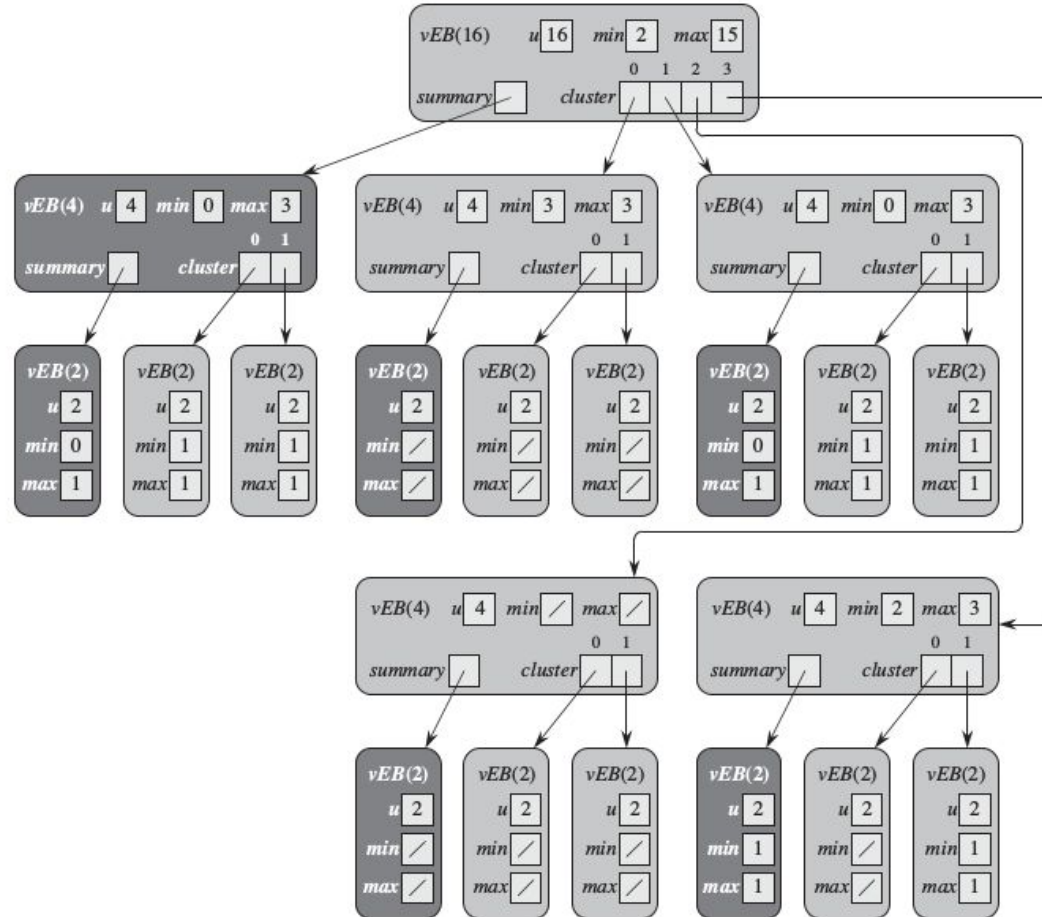 vEB(16) u 16 min 2 max 15
0 1 2 3
summary cluster
vEB(4) u 4 min 0 max 3
0 1
summary cluster
vEB(4) u 4 min 3 max 3
0 1
summary cluster
vEB(4) u 4 min 0 max 3
0 1
summary cluster
vEB(2)
u 2
min 0
max 1
vEB(2)
u 2
min 1
max 1
vEB(2)
u 2
min 1
max 1
vEB(2)
u 2
min /
max /
vEB(2)
u 2
min /
max /
vEB(2)
u 2
min /
max /
vEB(2)
u 2
min 0
max 1
vEB(2)
u 2
min 1
max 1
vEB(2)
u 2
min 1
max 1
vEB(4) u 4 min / max /
0 1
summary cluster
vEB(4) u 4 min 2 max 3
0 1
summary cluster
vEB(2)
u 2
min /
max /
vEB(2)
u 2
min /
max /
vEB(2)
u 2
min /
max /
vEB(2)
u 2
min 1
max 1
vEB(2)
u 2
min /
max /
vEB(2)
u 2
min 1
max 1